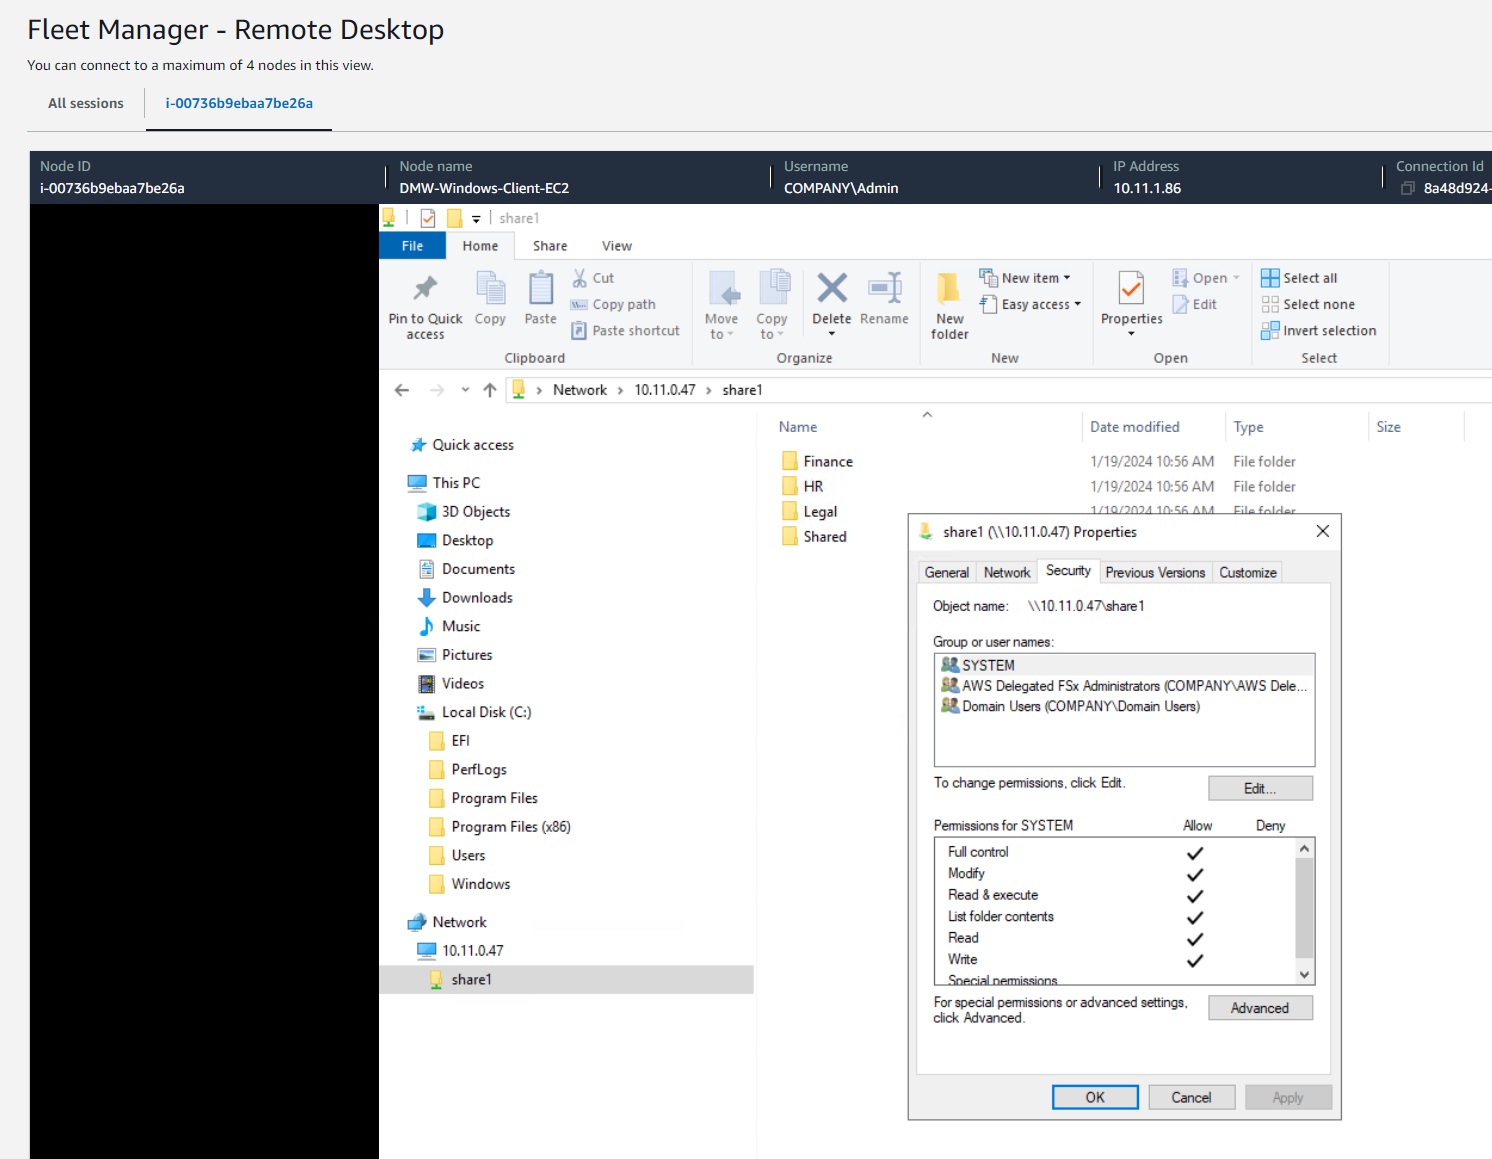 Fleet Manager - Remote Desktop
You can connect to a maximum of 4 nodes in this view.
All sessions
i-00736b9ebaa7be26a
Node ID
i-00736b9ebaa7be26a
Node name
DMW-Windows-Client-EC2
Username
COMPANY\Admin
IP Address
10.11.1.86
Connection Id
8a48d924-
share1
File
Home
Share
View
Pin to Quick access
Copy
Paste
Cut
Copy path
Paste shortcut
Clipboard
Move to
Copy to
Delete
Rename
Organize
New folder
New item
Easy access
New
Properties
Open
Edit
Open
Select all
Select none
Invert selection
Select
Network > 10.11.0.47 > share1
Quick access
This PC
3D Objects
Desktop
Documents
Downloads
Music
Pictures
Videos
Local Disk (C:)
EFI
PerfLogs
Program Files
Program Files (x86)
Users
Windows
Network
10.11.0.47
share1
Name
Date modified
Type
Size
Finance 1/19/2024 10:56 AM File folder
HR 1/19/2024 10:56 AM File folder
Legal 1/19/2024 10:56 AM File folder
Shared
share1 (\\10.11.0.47) Properties
General
Network
Security
Previous Versions
Customize
Object name: \\10.11.0.47\share1
Group or user names:
SYSTEM
AWS Delegated FSx Administrators (COMPANY\AWS Dele...
Domain Users (COMPANY\Domain Users)
To change permissions, click Edit.
Edit...
Permissions for SYSTEM Allow Deny
Full control
Modify
Read & execute
List folder contents
Read
Write
Special permissions
For special permissions or advanced settings,
click Advanced.
Advanced
OK
Cancel
Apply